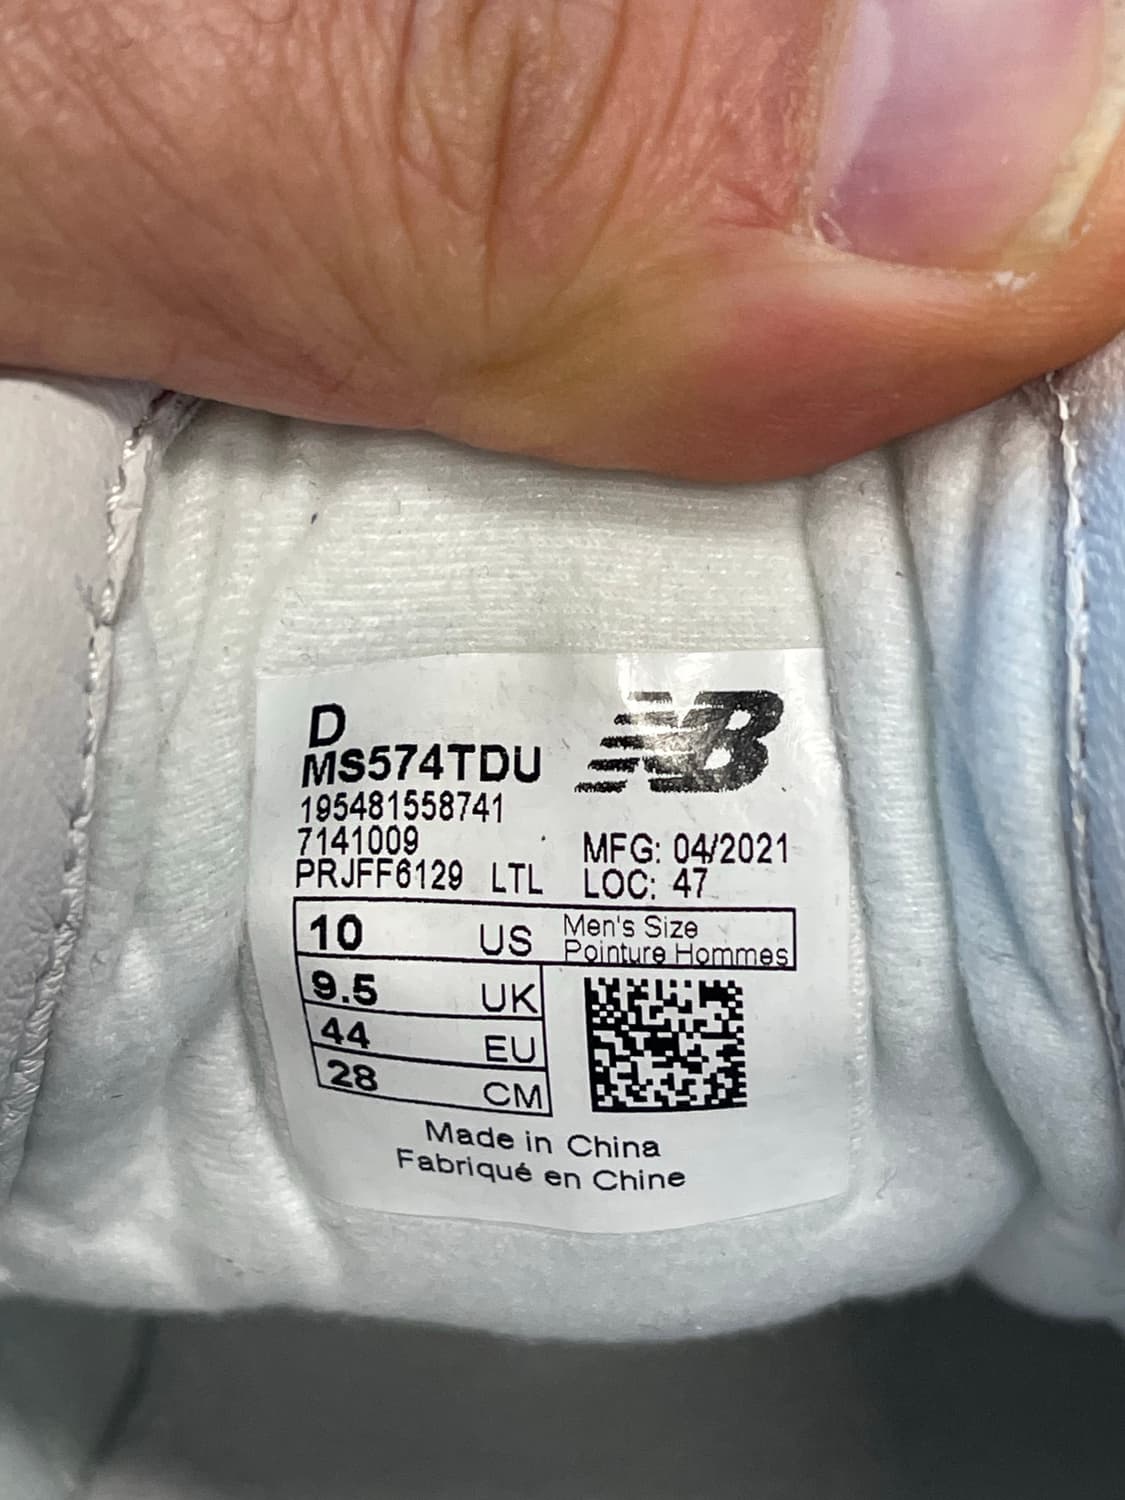 D
MS574TDU
NB
195481558741
7141009
PRJFF6129 LTL
MFG: 04/2021
LOC: 47
10 US Men's Size
Pointure Hommes
9.5 UK
44 EU
28 CM
Made in China
Fabriqué en Chine